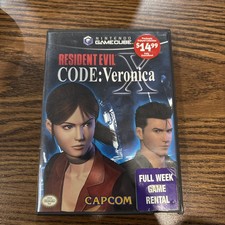 NINTENDO
GAMECUBE
$14.99
RESIDENT EVIL
CODE:Veronica
X
CAPCOM
FULL WEEK
GAME
RENTAL